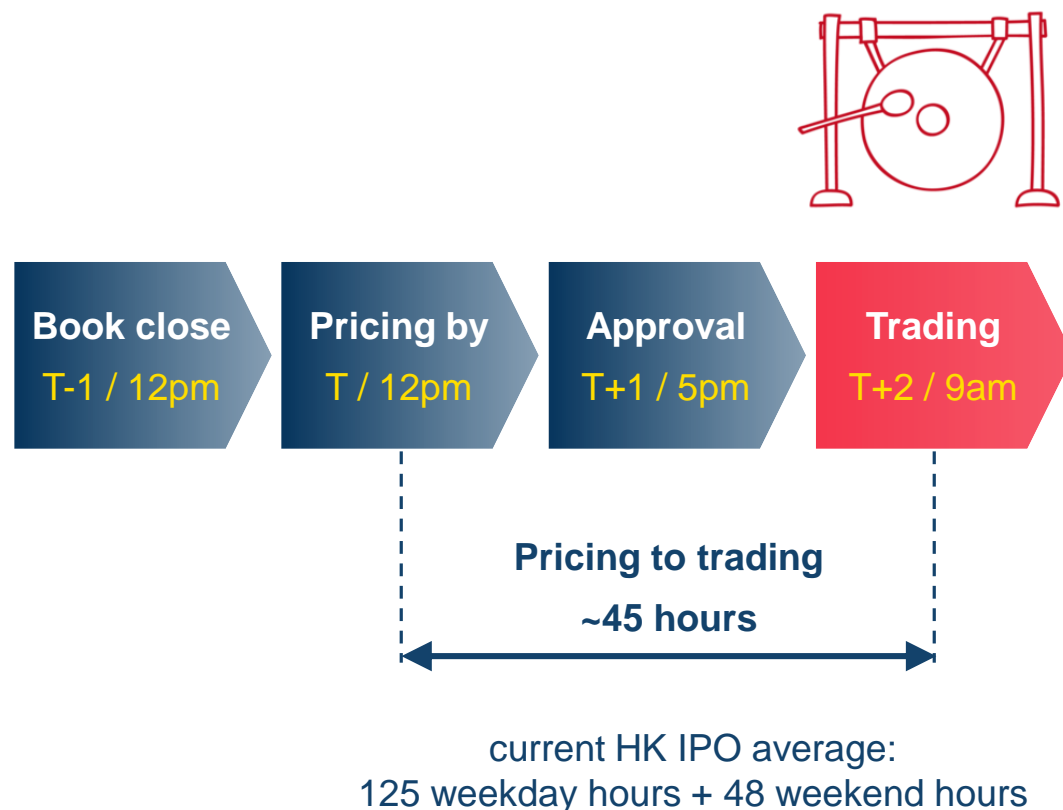 Book close
T-1 / 12pm
Pricing by
T / 12pm
Approval
T+1 / 5pm
Trading
T+2 / 9am
Pricing to trading
~45 hours
current HK IPO average:
125 weekday hours + 48 weekend hours